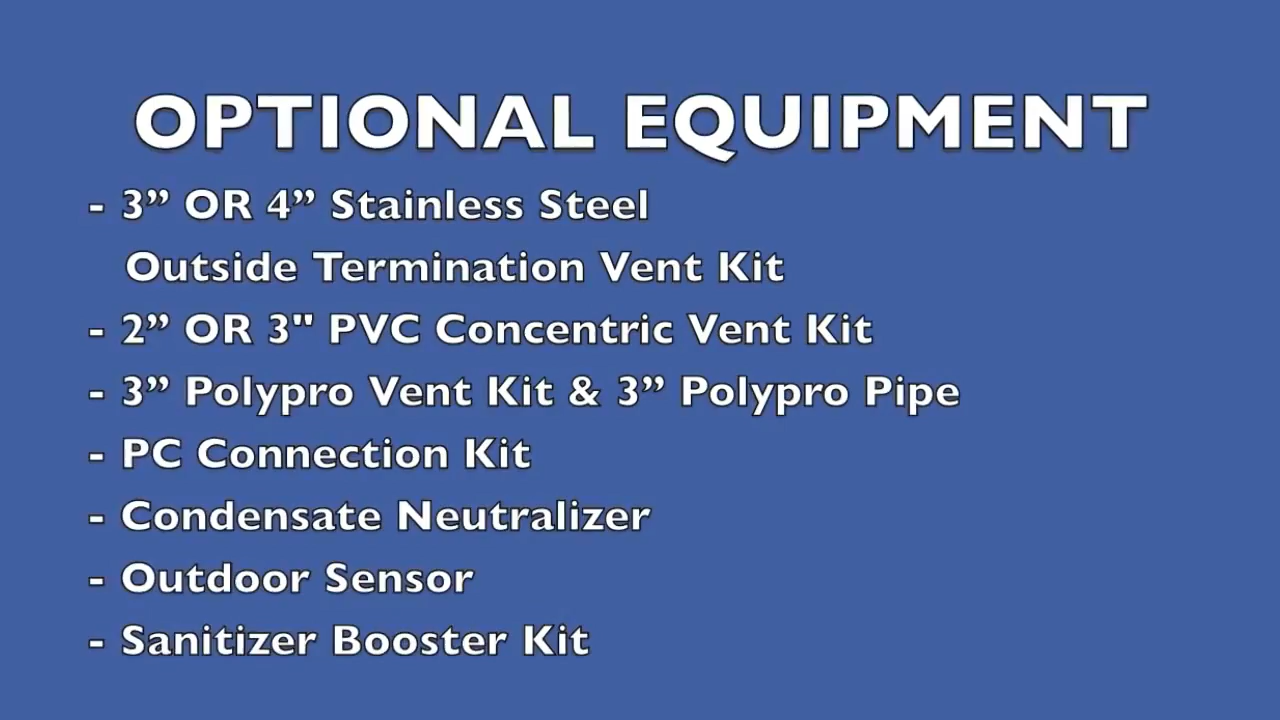 OPTIONAL EQUIPMENT
- 3” OR 4” Stainless Steel
Outside Termination Vent Kit
- 2” OR 3" PVC Concentric Vent Kit
- 3” Polypro Vent Kit & 3” Polypro Pipe
- PC Connection Kit
- Condensate Neutralizer
- Outdoor Sensor
- Sanitizer Booster Kit